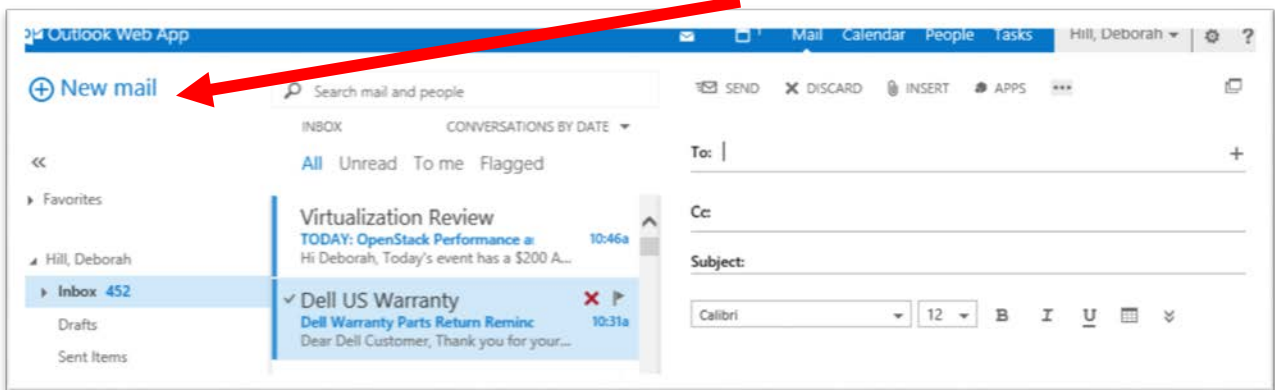 Outlook Web App
Mail Calendar People Tasks Hill, Deborah ?
New mail
Search mail and people
INBOX CONVERSATIONS BY DATE
All Unread To me Flagged
Favorites
Hill, Deborah
Inbox 452
Drafts
Sent Items
Virtualization Review
TODAY: OpenStack Performance a 10:46a
Hi Deborah, Today's event has a $200 A...
Dell US Warranty
Dell Warranty Parts Return Reminc 10:31a
Dear Dell Customer, Thank you for your...
SEND DISCARD INSERT APPS ...
To:
Cc:
Subject:
Calibri 12 B I U